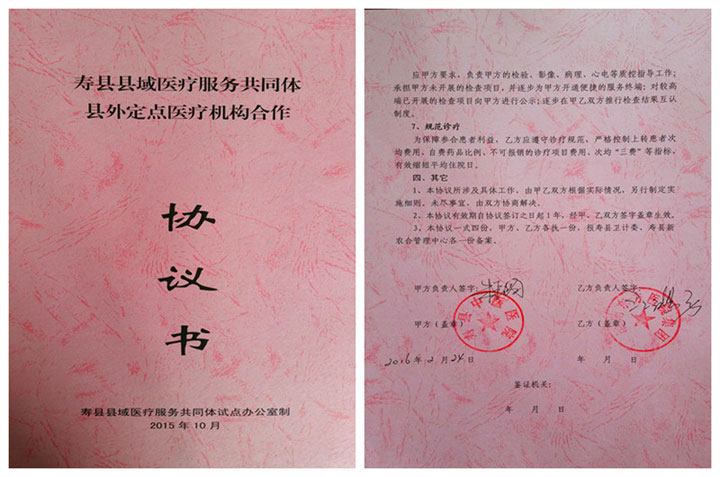 寿县县域医疗服务共同体
县外定点医疗机构合作
协
议
书
寿县县域医疗服务共同体试点办公室制
2015年10月
应甲方要求，负责甲方的检验、影像、病理、心电等质控指导工作；
承担甲方未开展的检查项目，并逐步为甲方开通便捷的服务终端；对较高
端已开展的检查项目向甲方进行公示；逐步在甲乙双方推行检查结果互认
制度。
7、规范诊疗
为保障参合患者利益，乙方应遵守诊疗规范，严格控制上转患者次
均费用，自费药品比例、不可报销的诊疗项目费用、次均“三费”等指标，
有效缩短平均住院日。
四、其它
1、本协议所涉及具体工作，由甲乙双方根据实际情况，另行制定实
施细则。未尽事宜，由双方协商解决。
2、本协议有效期自协议签订之日起1年，经甲、乙双方签字盖章生效。
3、本协议一式四份，甲方、乙方各执一份，报寿县卫计委、寿县新
农合管理中心各一份备案。
甲方负责人签字： 乙方负责人签字：
甲方（盖章） 乙方（盖章）
2016年2月24日 年 月 日
鉴证机关：
年 月 日